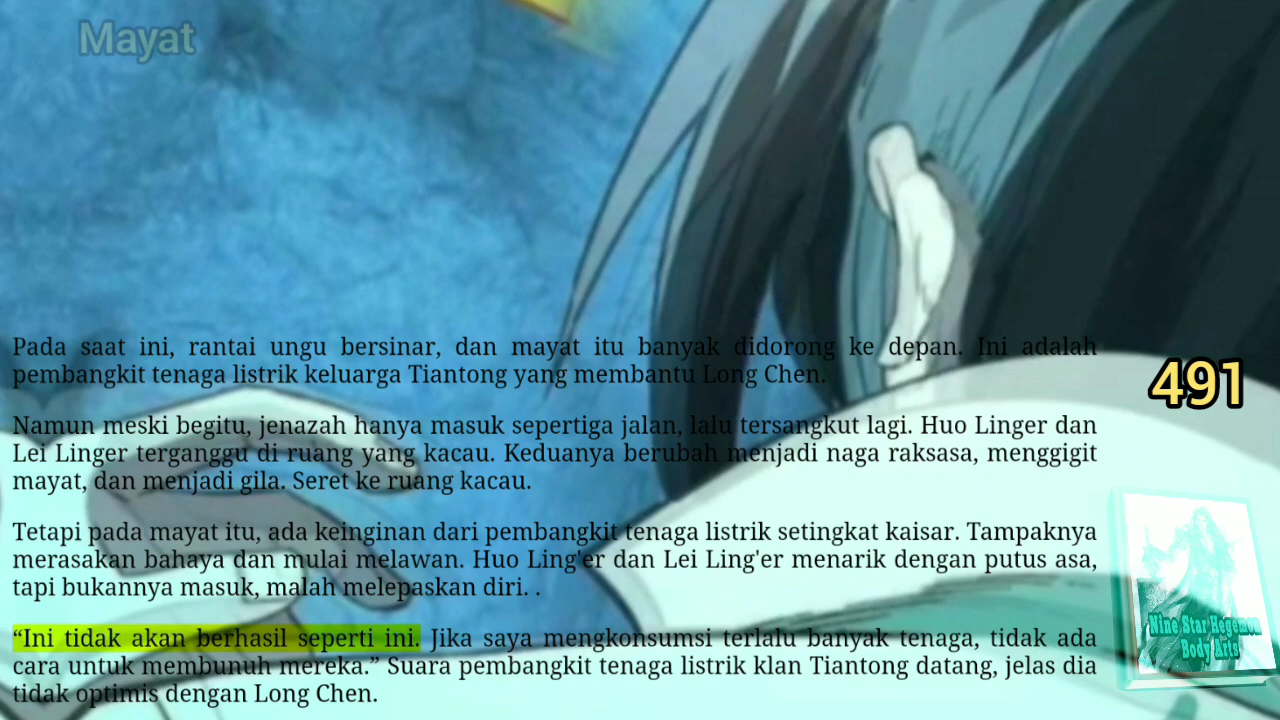 Mayat
Pada saat ini, rantai ungu bersinar, dan mayat itu banyak didorong ke depan. Ini adalah
pembangkit tenaga listrik keluarga Tiantong yang membantu Long Chen.
Namun meski begitu, jenazah hanya masuk sepertiga jalan, lalu tersangkut lagi. Huo Linger dan
Lei Linger terganggu di ruang yang kacau. Keduanya berubah menjadi naga raksasa, menggigit
mayat, dan menjadi gila. Seret ke ruang kacau.
491
Tetapi pada mayat itu, ada keinginan dari pembangkit tenaga listrik setingkat kaisar. Tampaknya
merasakan bahaya dan mulai melawan. Huo Ling'er dan Lei Ling'er menarik dengan putus asa,
tapi bukannya masuk, malah melepaskan diri. .
“Ini tidak akan berhasil seperti ini. Jika saya mengkonsumsi terlalu banyak tenaga, tidak ada
cara untuk membunuh mereka.” Suara pembangkit tenaga listrik klan Tiantong datang, jelas dia
tidak optimis dengan Long Chen.
Nine Star Hegemon
Body Arts